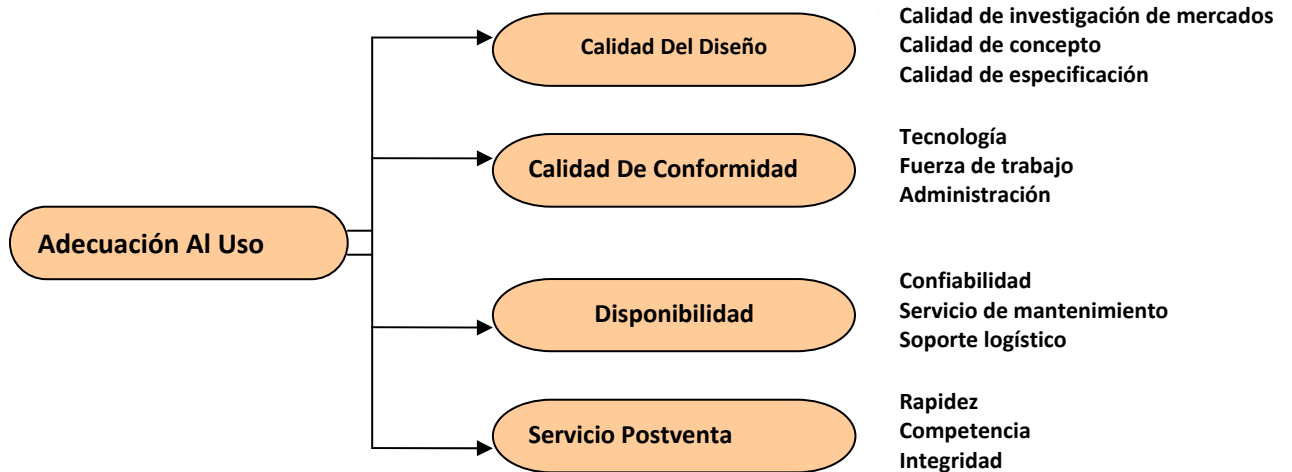 Adecuación Al Uso
Calidad Del Diseño
Calidad de investigación de mercados
Calidad de concepto
Calidad de especificación
Calidad De Conformidad
Tecnología
Fuerza de trabajo
Administración
Disponibilidad
Confiabilidad
Servicio de mantenimiento
Soporte logístico
Servicio Postventa
Rapidez
Competencia
Integridad